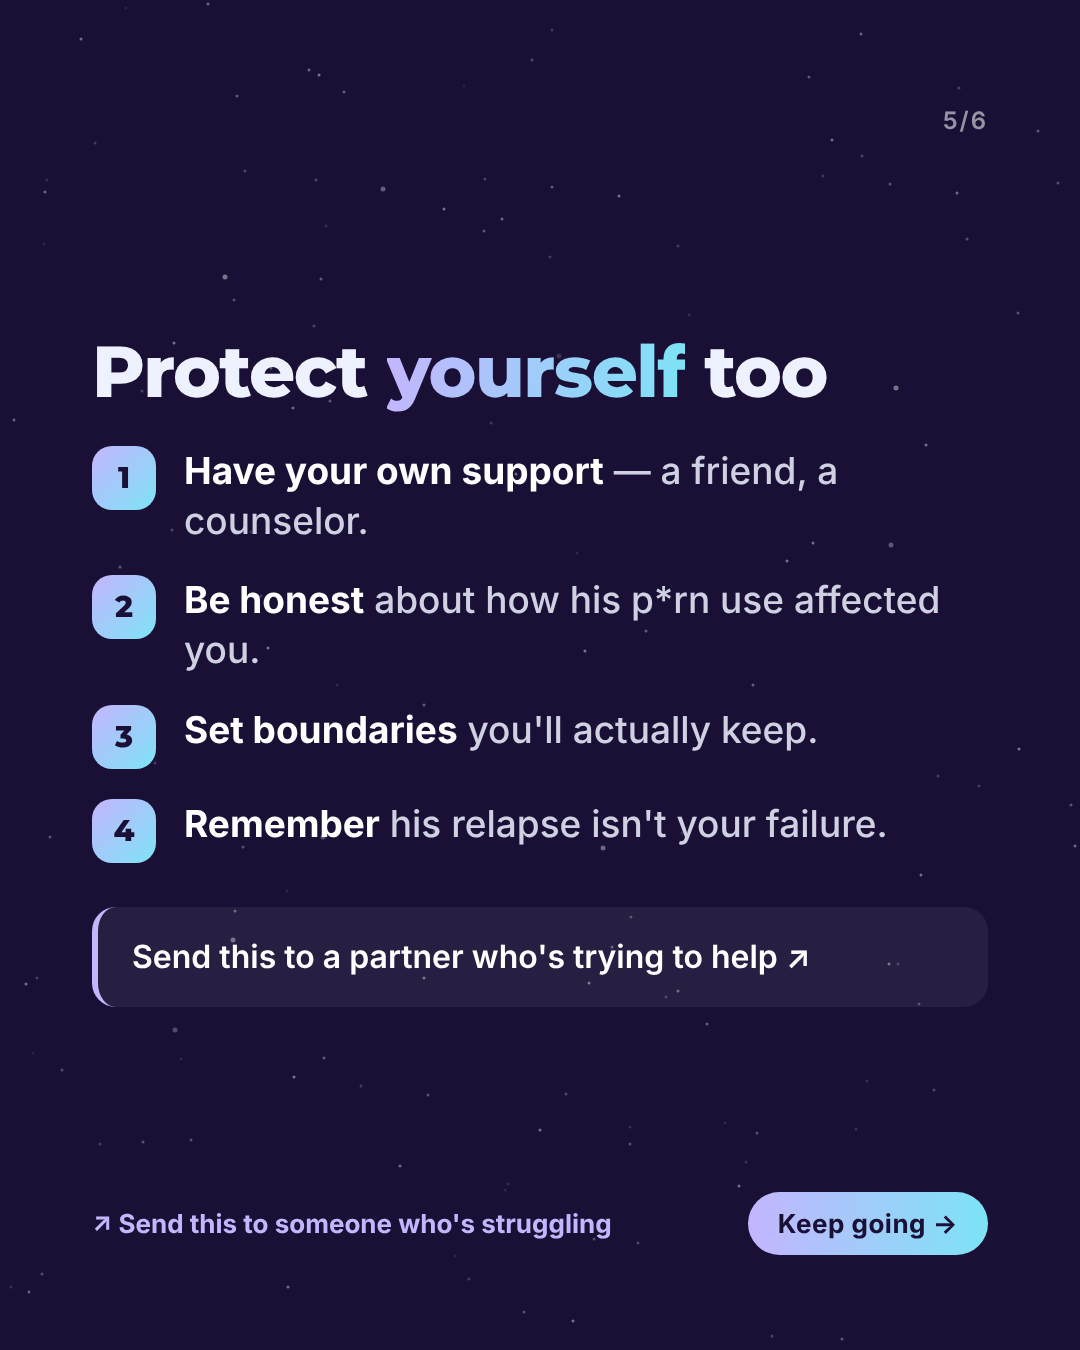 5/6
Protect yourself too
1 Have your own support — a friend, a
counselor.
2 Be honest about how his p*rn use affected
you.
3 Set boundaries you'll actually keep.
4 Remember his relapse isn't your failure.
Send this to a partner who's trying to help ↗
↗ Send this to someone who's struggling
Keep going →